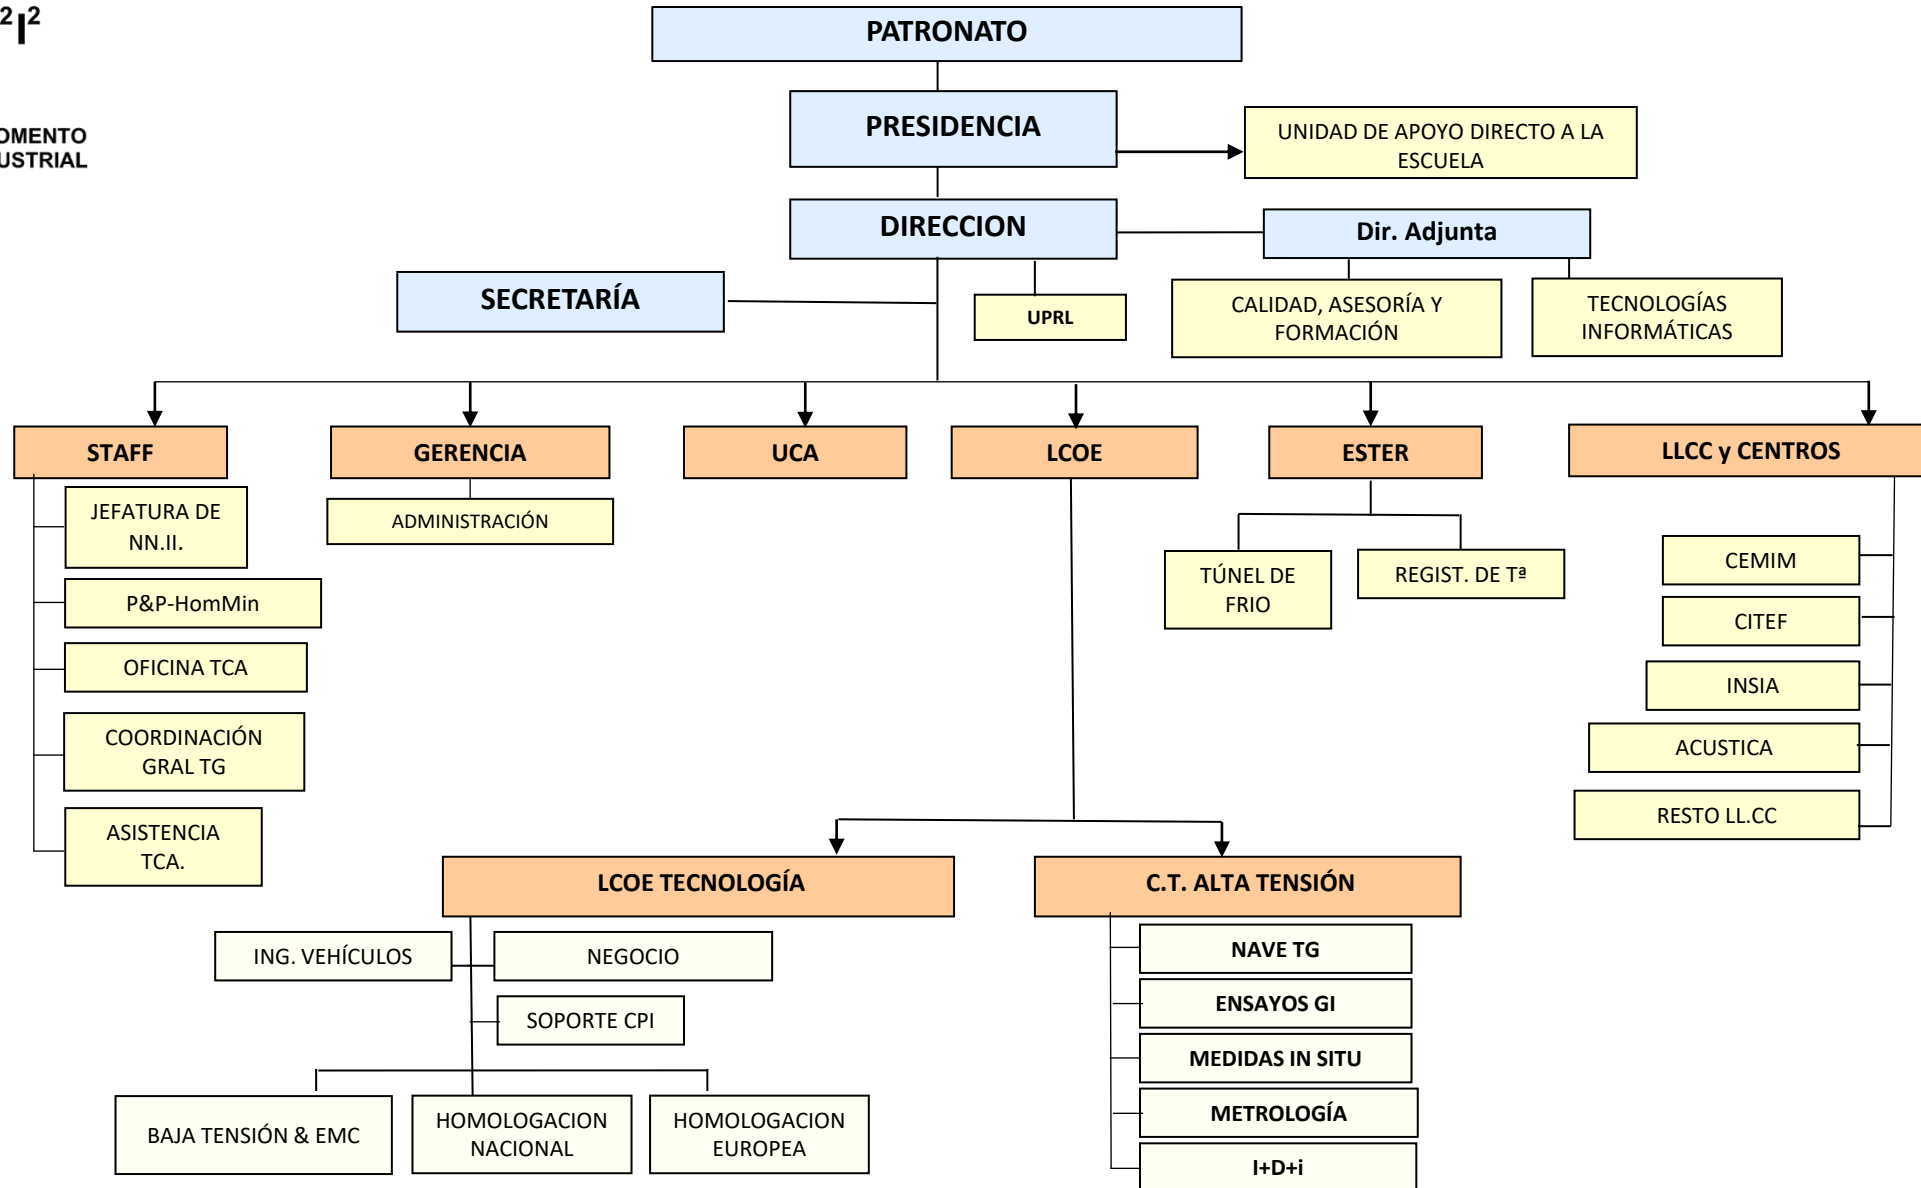 ²I²
PATRONATO
OMENTO
USTRIAL
PRESIDENCIA
UNIDAD DE APOYO DIRECTO A LA
ESCUELA
DIRECCION
Dir. Adjunta
SECRETARÍA
UPRL
CALIDAD, ASESORÍA Y
FORMACIÓN
TECNOLOGÍAS
INFORMÁTICAS
STAFF
GERENCIA
UCA
LCOE
ESTER
LLCC y CENTROS
JEFATURA DE
NN.II.
P&P-HomMin
OFICINA TCA
COORDINACIÓN
GRAL TG
ASISTENCIA
TCA.
ADMINISTRACIÓN
TÚNEL DE
FRIO
REGIST. DE Tª
CEMIM
CITEF
INSIA
ACUSTICA
RESTO LL.CC
LCOE TECNOLOGÍA
C.T. ALTA TENSIÓN
ING. VEHÍCULOS
NEGOCIO
SOPORTE CPI
BAJA TENSIÓN & EMC
HOMOLOGACION
NACIONAL
HOMOLOGACION
EUROPEA
NAVE TG
ENSAYOS GI
MEDIDAS IN SITU
METROLOGÍA
I+D+i